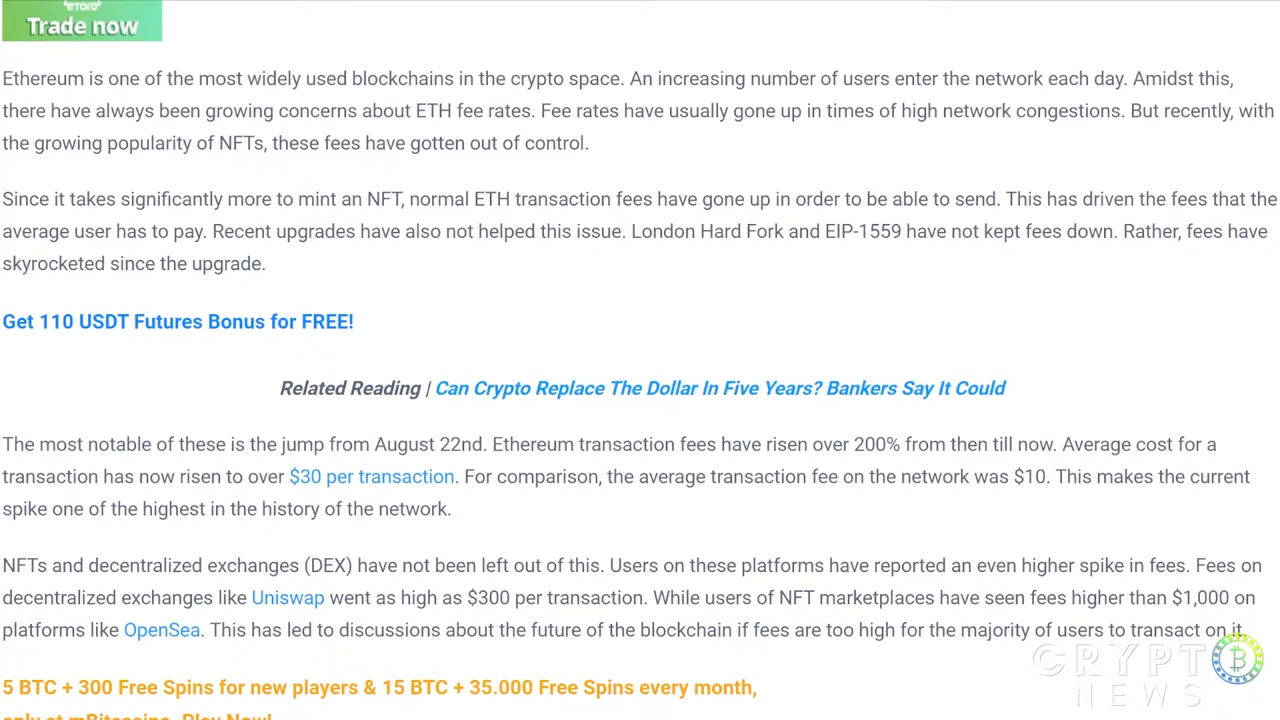 eToro
Trade now
Ethereum is one of the most widely used blockchains in the crypto space. An increasing number of users enter the network each day. Amidst this,
there have always been growing concerns about ETH fee rates. Fee rates have usually gone up in times of high network congestions. But recently, with
the growing popularity of NFTs, these fees have gotten out of control.
Since it takes significantly more to mint an NFT, normal ETH transaction fees have gone up in order to be able to send. This has driven the fees that the
average user has to pay. Recent upgrades have also not helped this issue. London Hard Fork and EIP-1559 have not kept fees down. Rather, fees have
skyrocketed since the upgrade.
Get 110 USDT Futures Bonus for FREE!
Related Reading | Can Crypto Replace The Dollar In Five Years? Bankers Say It Could
The most notable of these is the jump from August 22nd. Ethereum transaction fees have risen over 200% from then till now. Average cost for a
transaction has now risen to over $30 per transaction. For comparison, the average transaction fee on the network was $10. This makes the current
spike one of the highest in the history of the network.
NFTs and decentralized exchanges (DEX) have not been left out of this. Users on these platforms have reported an even higher spike in fees. Fees on
decentralized exchanges like Uniswap went as high as $300 per transaction. While users of NFT marketplaces have seen fees higher than $1,000 on
platforms like OpenSea. This has led to discussions about the future of the blockchain if fees are too high for the majority of users to transact on it.
CRYPT
NEWS
5 BTC + 300 Free Spins for new players & 15 BTC + 35.000 Free Spins every month,
only at mBitcasino. Play Now!